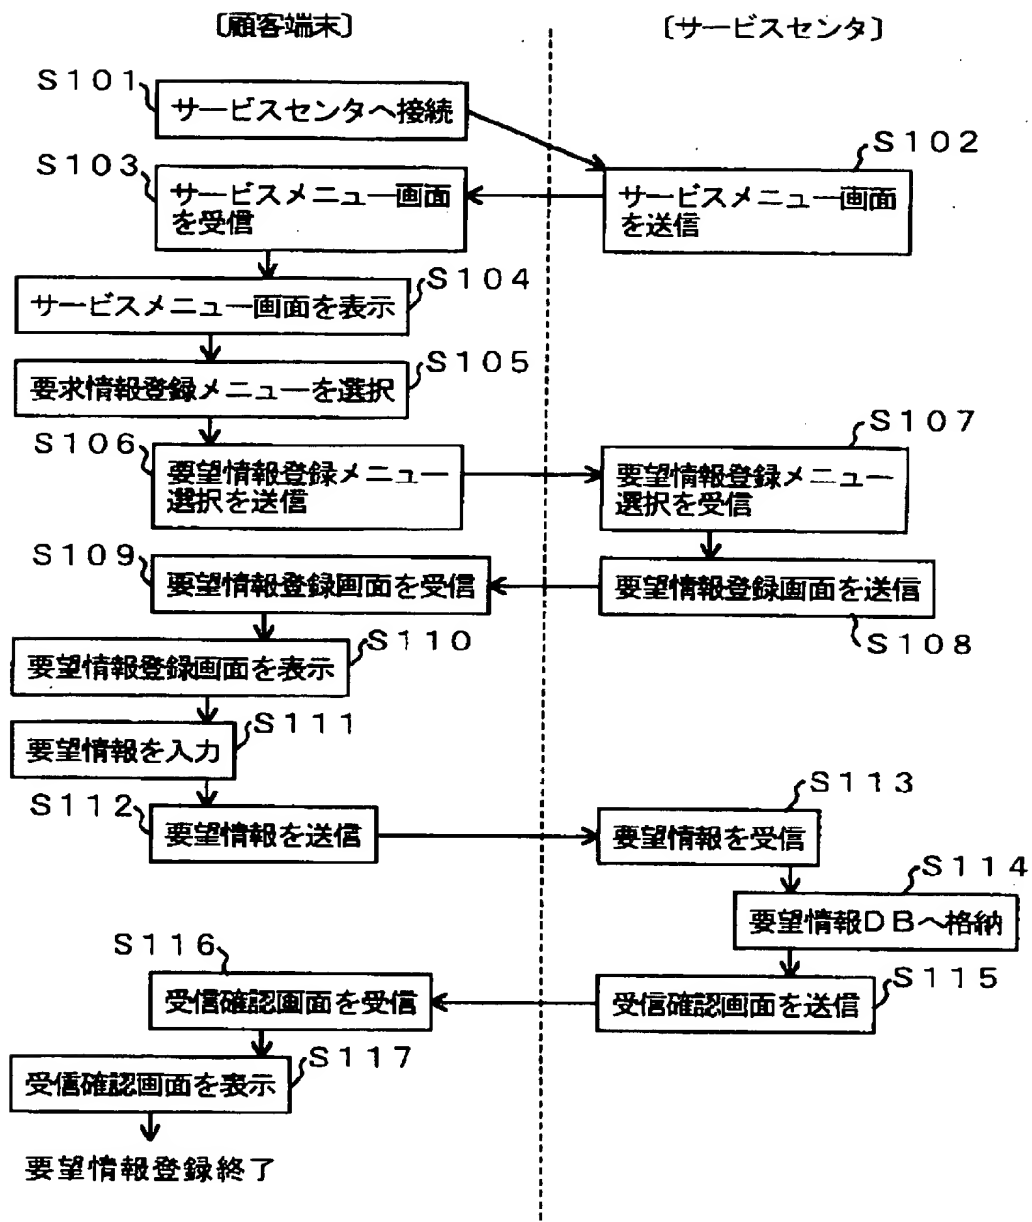 〔顧客端末〕
〔サービスセンタ〕
S101
サービスセンタへ接続
S102
サービスメニュー画面
を送信
S103
サービスメニュー画面
を受信
S104
サービスメニュー画面を表示
S105
要求情報登録メニューを選択
S106
要望情報登録メニュー
選択を送信
S107
要望情報登録メニュー
選択を受信
S109
要望情報登録画面を受信
要望情報登録画面を送信
S108
S110
要望情報登録画面を表示
S111
要望情報を入力
S112
要望情報を送信
S113
要望情報を受信
S114
要望情報DBへ格納
S115
受信確認画面を送信
S116
受信確認画面を受信
S117
受信確認画面を表示
要望情報登録終了